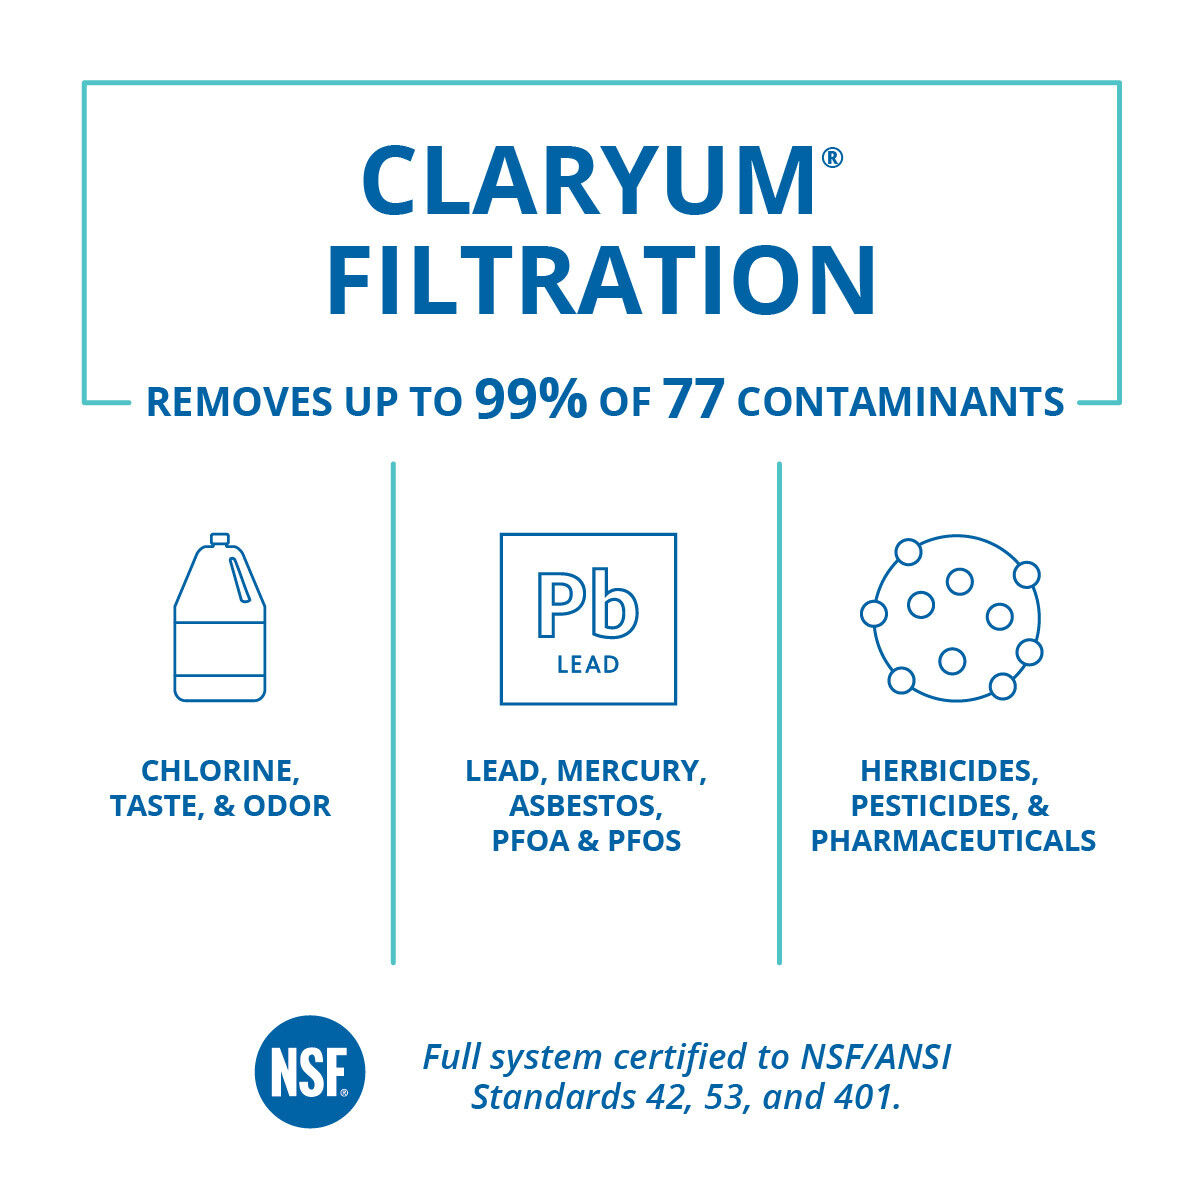 CLARYUM®
FILTRATION
REMOVES UP TO 99% OF 77 CONTAMINANTS
Pb
LEAD
CHLORINE,
TASTE, & ODOR
LEAD, MERCURY,
ASBESTOS,
PFOA & PFOS
HERBICIDES,
PESTICIDES, &
PHARMACEUTICALS
NSF®
Full system certified to NSF/ANSI
Standards 42, 53, and 401.